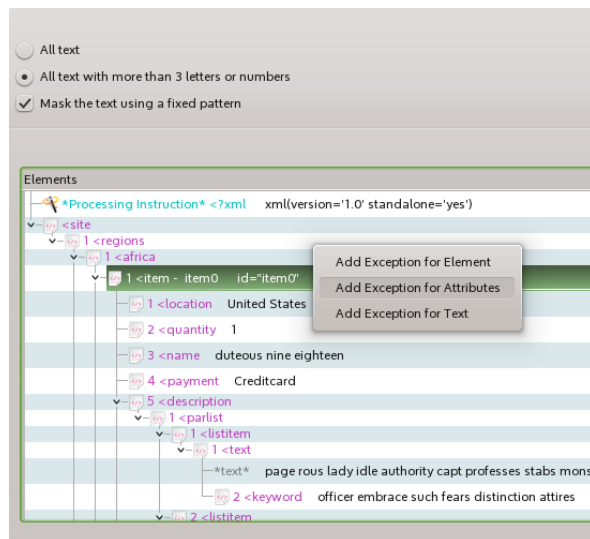 All text
All text with more than 3 letters or numbers
Mask the text using a fixed pattern
Elements
*Processing Instruction* <?xml xml(version='1.0' standalone='yes')
<site
1 <regions
1 <africa
Add Exception for Element
1 <item - item0 id="item0"
Add Exception for Attributes
1 <location United States
Add Exception for Text
2 <quantity 1
3 <name duteous nine eighteen
4 <payment Creditcard
5 <description
1 <parlist
1 <listitem
1 <text
*text* page rous lady idle authority capt professes stabs mons
2 <keyword officer embrace such fears distinction attires
2 <listitem